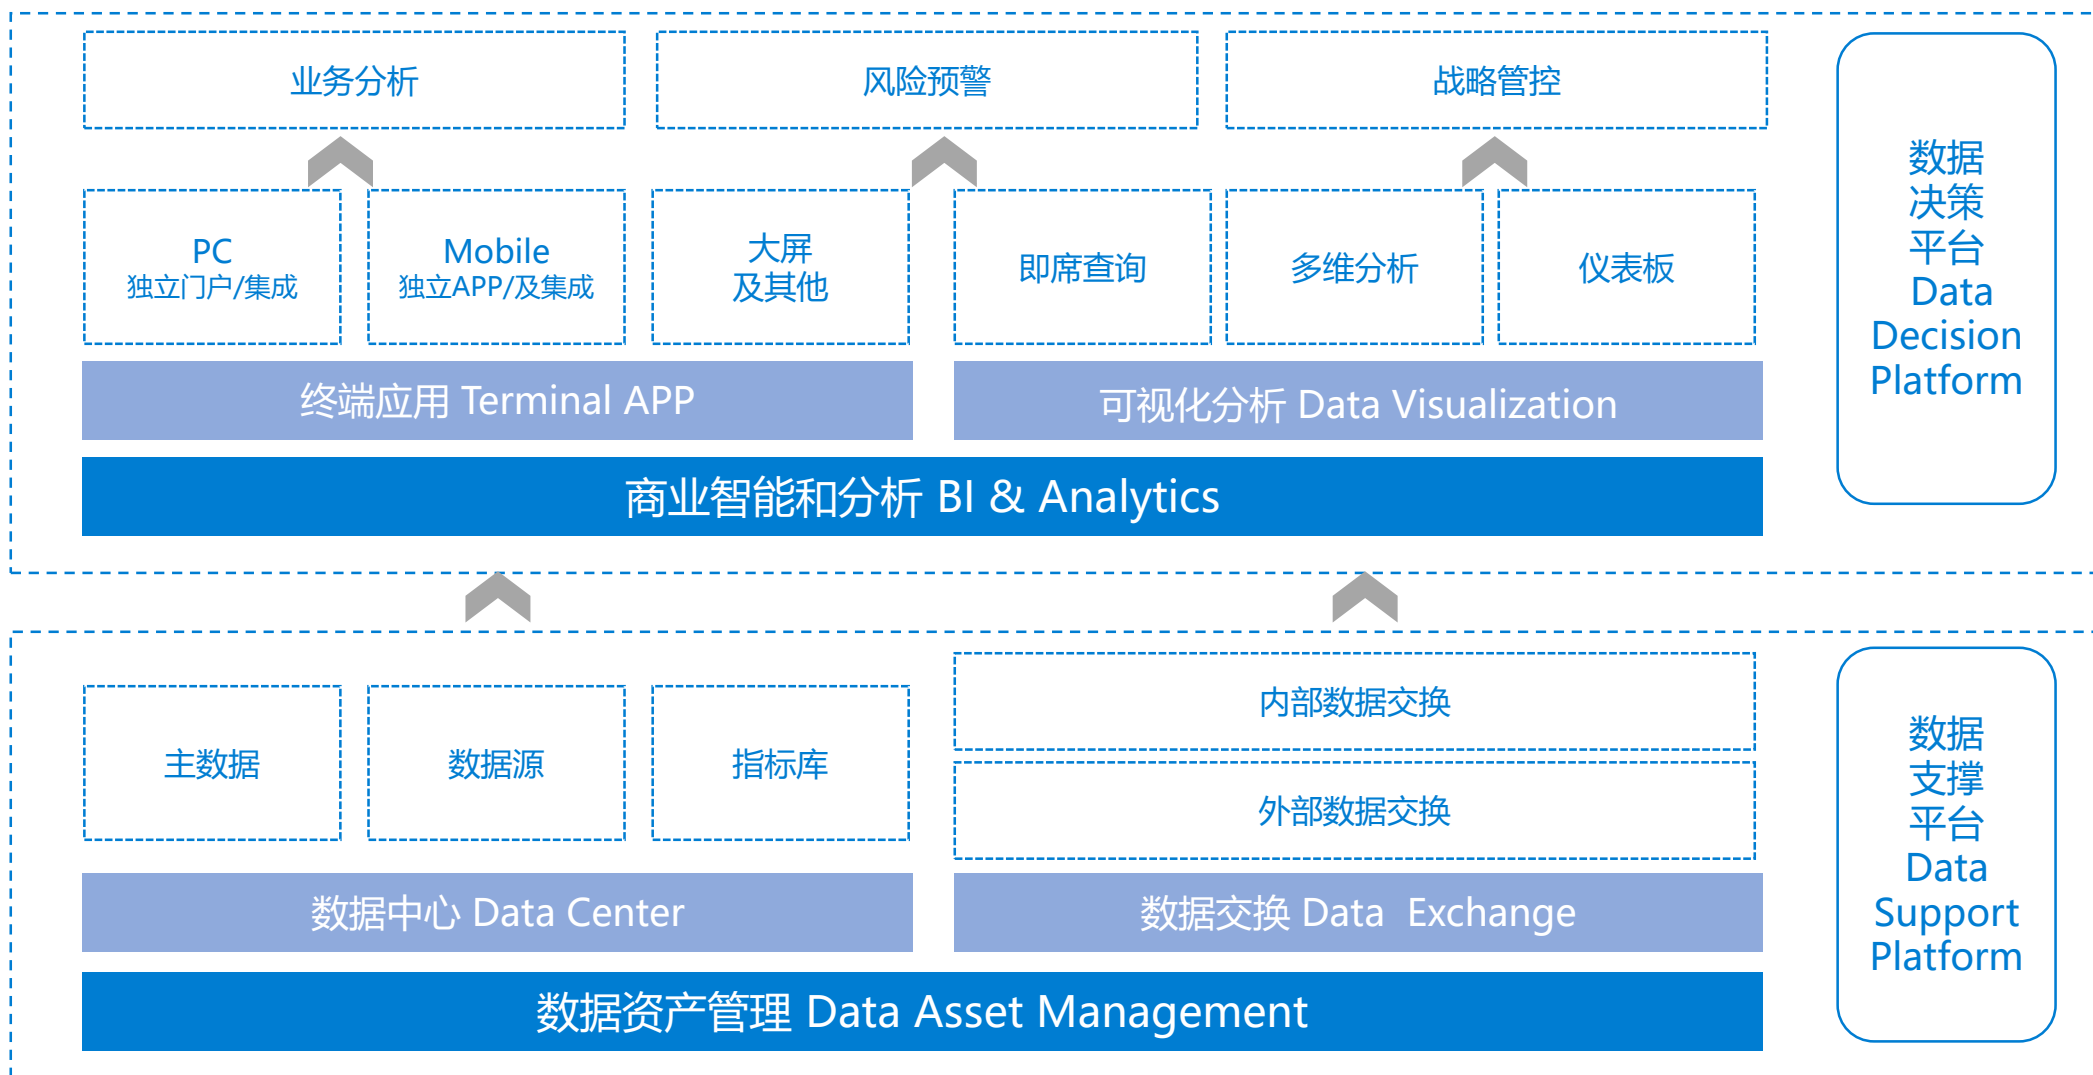 业务分析
风险预警
战略管控
PC
独立门户/集成
Mobile
独立APP/及集成
大屏
及其他
即席查询
多维分析
仪表板
终端应用 Terminal APP
可视化分析 Data Visualization
商业智能和分析 BI & Analytics
数据
决策
平台
Data
Decision
Platform
主数据
数据源
指标库
内部数据交换
外部数据交换
数据中心 Data Center
数据交换 Data Exchange
数据资产管理 Data Asset Management
数据
支撑
平台
Data
Support
Platform